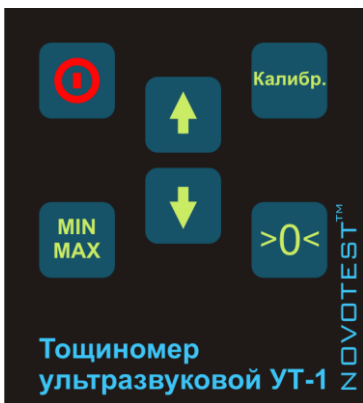 Калибр.
MIN
MAX
>0<
Тощиномер
ультразвуковой УТ-1
NOVOTEST™